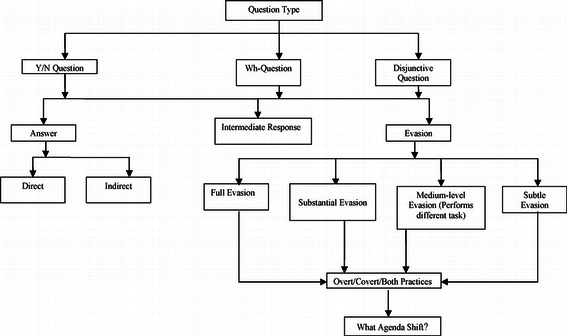 Question Type
Y/N Question
Wh-Question
Disjunctive
Question
Answer
Intermediate Response
Evasion
Direct
Indirect
Full Evasion
Substantial Evasion
Medium-level
Evasion (Performs
different task)
Subtle
Evasion
Overt/Covert/Both Practices
What Agenda Shift?